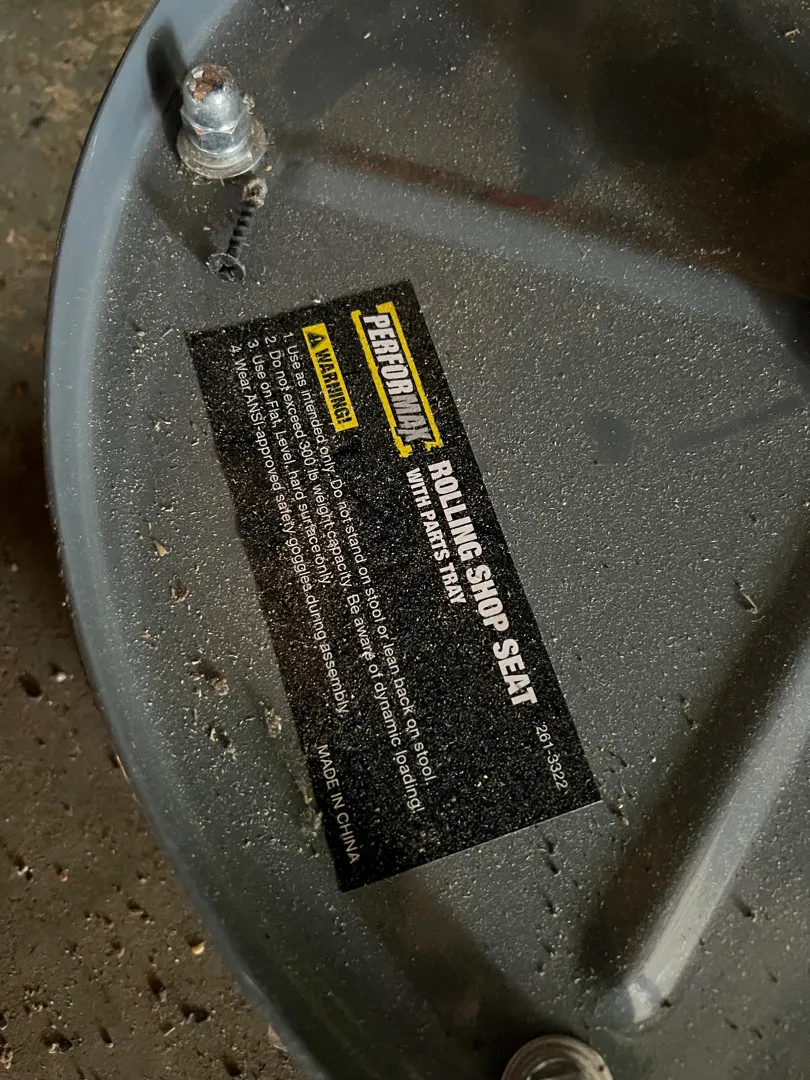 PERFORMAX
ROLLING SHOP SEAT
WITH PARTS TRAY
261-3322
WARNING!
1. Use as intended only. Do not stand on stool or lean back on stool.
2. Do not exceed 300 lb. weight capacity. Be aware of dynamic loading!
3. Use on Flat, Level, hard surface only.
4. Wear ANSI-approved safety goggles during assembly.
MADE IN CHINA